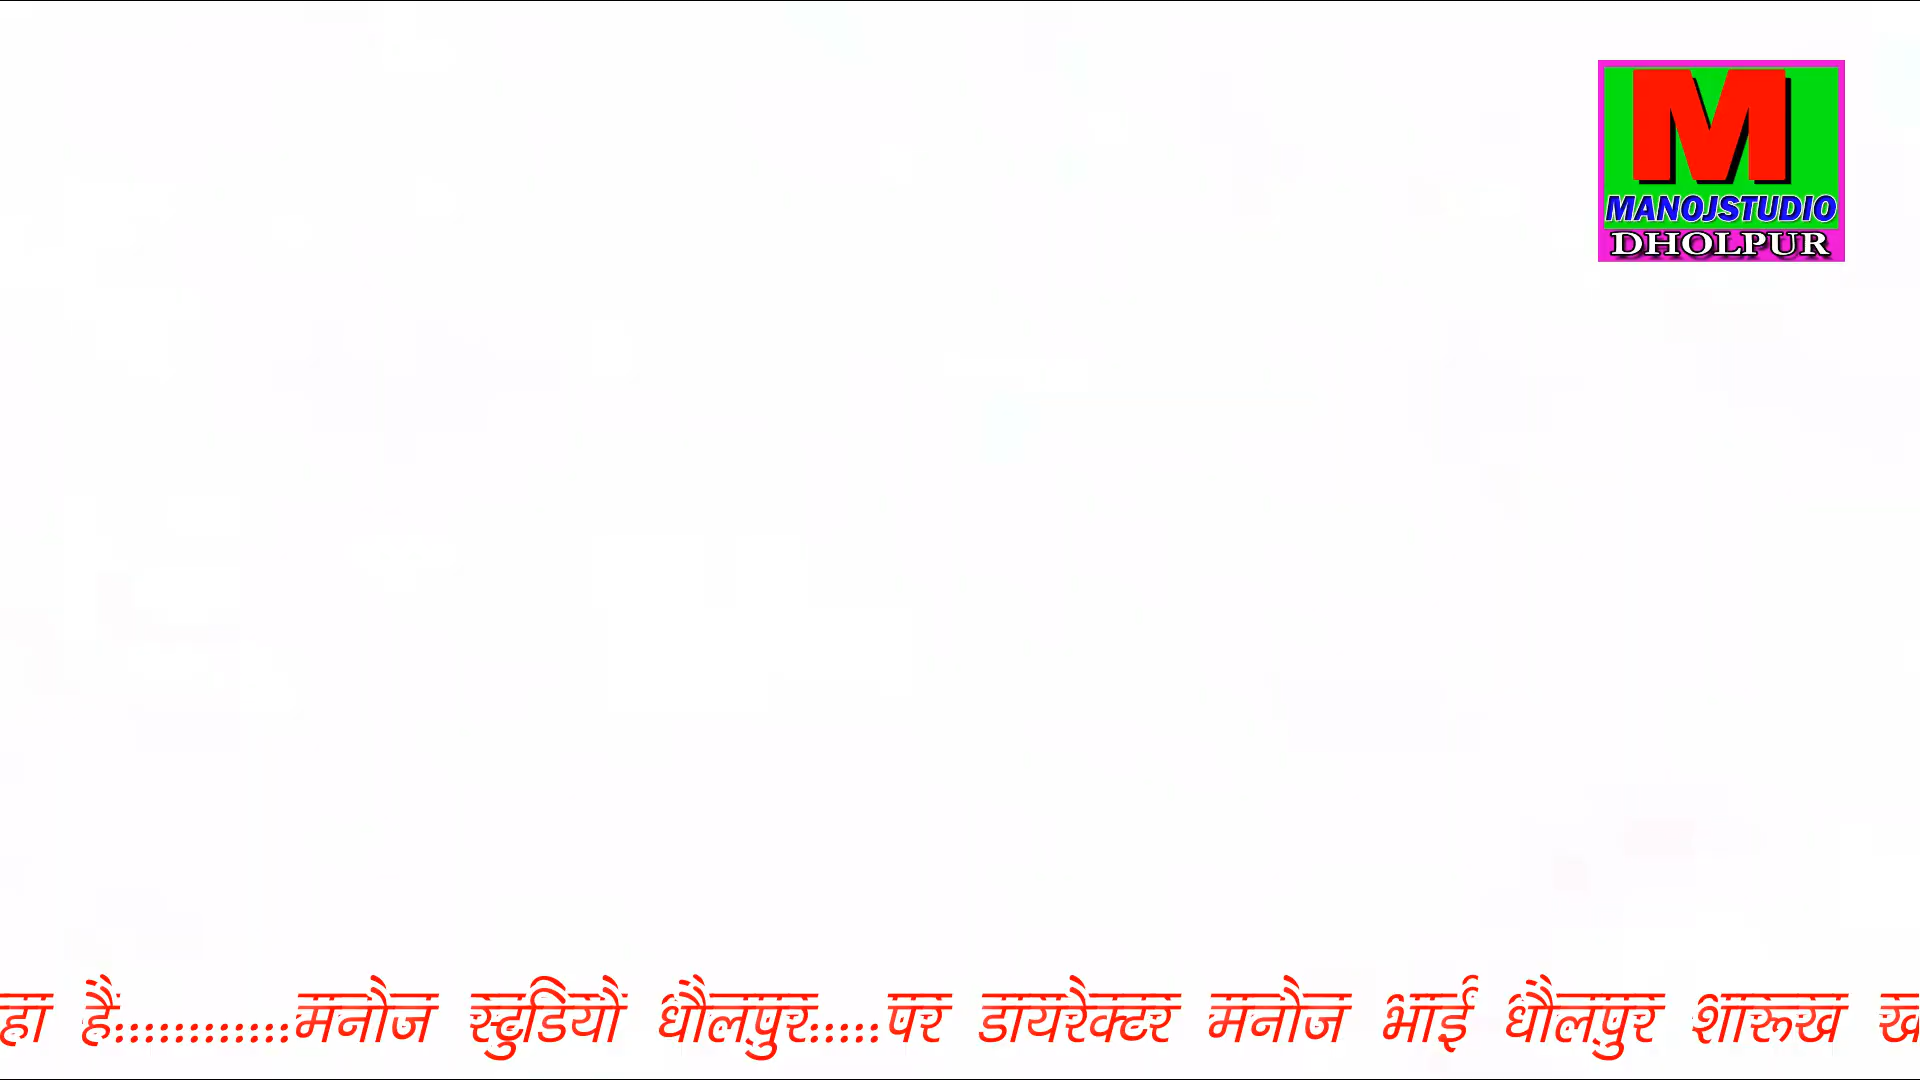 M
MANOJSTUDIO
DHOLPUR
हा है............मनौज स्टुडियौ धौलपुर.....पर डायरेक्टर मनौज भाई धौलपुर शारूख ख